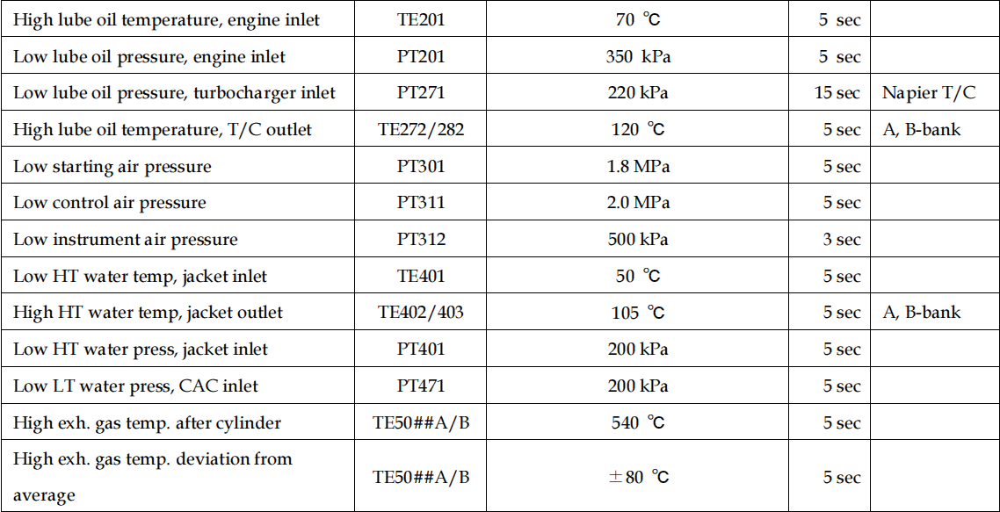 High lube oil temperature, engine inlet TE201 70 ℃ 5 sec
Low lube oil pressure, engine inlet PT201 350 kPa 5 sec
Low lube oil pressure, turbocharger inlet PT271 220 kPa 15 sec Napier T/C
High lube oil temperature, T/C outlet TE272/282 120 ℃ 5 sec A, B-bank
Low starting air pressure PT301 1.8 MPa 5 sec
Low control air pressure PT311 2.0 MPa 5 sec
Low instrument air pressure PT312 500 kPa 3 sec
Low HT water temp, jacket inlet TE401 50 ℃ 5 sec
High HT water temp, jacket outlet TE402/403 105 ℃ 5 sec A, B-bank
Low HT water press, jacket inlet PT401 200 kPa 5 sec
Low LT water press, CAC inlet PT471 200 kPa 5 sec
High exh. gas temp. after cylinder TE50##A/B 540 ℃ 5 sec
High exh. gas temp. deviation from
average TE50##A/B ±80 ℃ 5 sec